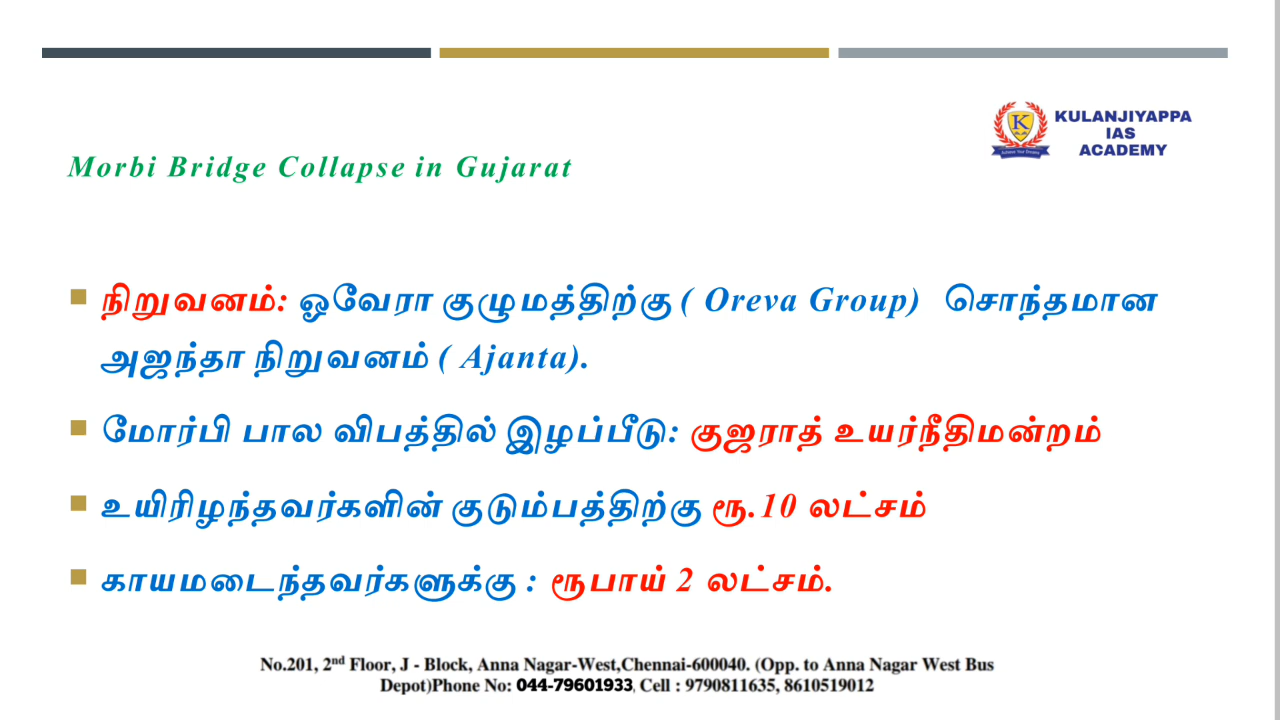 KULANJIYAPPA
IAS
ACADEMY
Morbi Bridge Collapse in Gujarat
நிறுவனம்: ஓவேரா குழுமத்திற்கு ( Oreva Group) சொந்தமான
அஜந்தா நிறுவனம் ( Ajanta).
மோர்பி பால விபத்தில் இழப்பீடு: குஜராத் உயர்நீதிமன்றம்
உயிரிழந்தவர்களின் குடும்பத்திற்கு ரூ.10 லட்சம்
காயமடைந்தவர்களுக்கு : ரூபாய் 2 லட்சம்.
No.201, 2nd Floor, J - Block, Anna Nagar-West,Chennai-600040. (Opp. to Anna Nagar West Bus
Depot)Phone No: 044-79601933, Cell : 9790811635, 8610519012